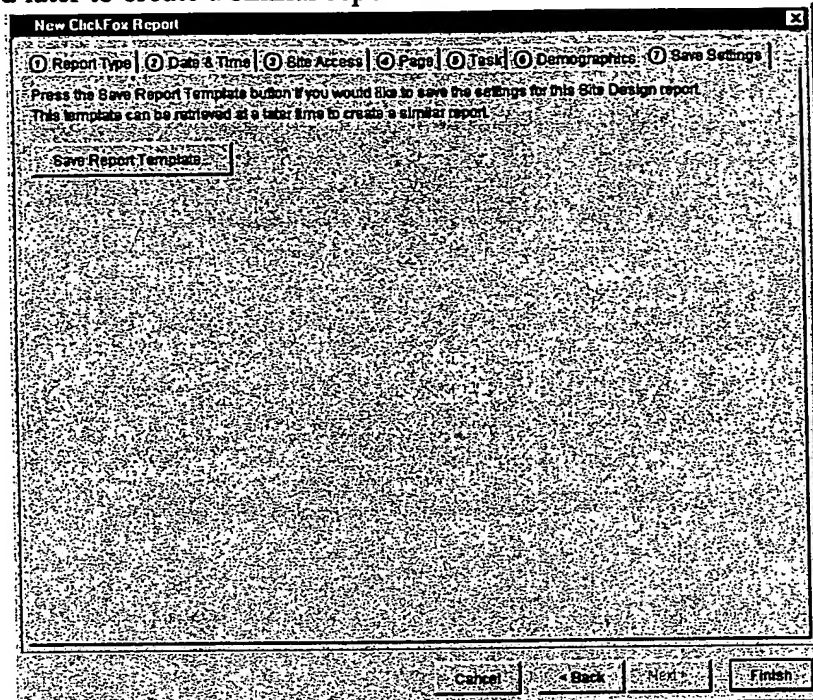 later to create a similar
New ClickFox Report
① Report Type ② Date & Time ③ Site Access ④ Page ⑤ Task ⑥ Demographics ⑦ Save Settings
Press the Save Report Template button if you would like to save the settings for this Site Design report.
This template can be retrieved at a later time to create a similar report.
Save Report Template...
Cancel < Back Next > Finish